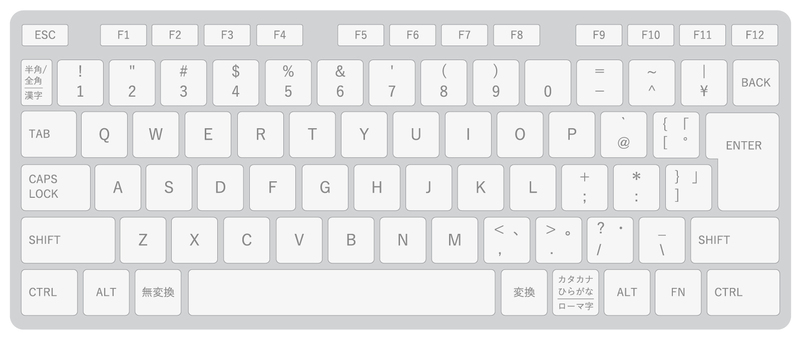 ESC F1 F2 F3 F4 F5 F6 F7 F8 F9 F10 F11 F12
半角/
全角
漢字
! " # $ % & ' ( ) = ~ |
1 2 3 4 5 6 7 8 9 0 - ^ ¥ BACK
TAB Q W E R T Y U I O P ` { 「 ENTER
@ [ °
CAPS
LOCK
A S D F G H J K L + * } 」
; : ]
SHIFT Z X C V B N M < 、 > 。 ? ・ _ SHIFT
, . / \
CTRL ALT 無変換 変換 カタカナ
ひらがな
ローマ字
ALT FN CTRL